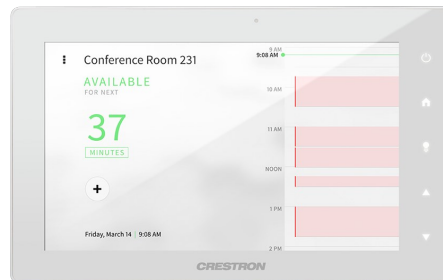 Conference Room 231
AVAILABLE
FOR NEXT
37
MINUTES
+
Friday, March 14 | 9:08 AM
9 AM
9:08 AM
10 AM
11 AM
NOON
1 PM
2 PM
CRESTRON